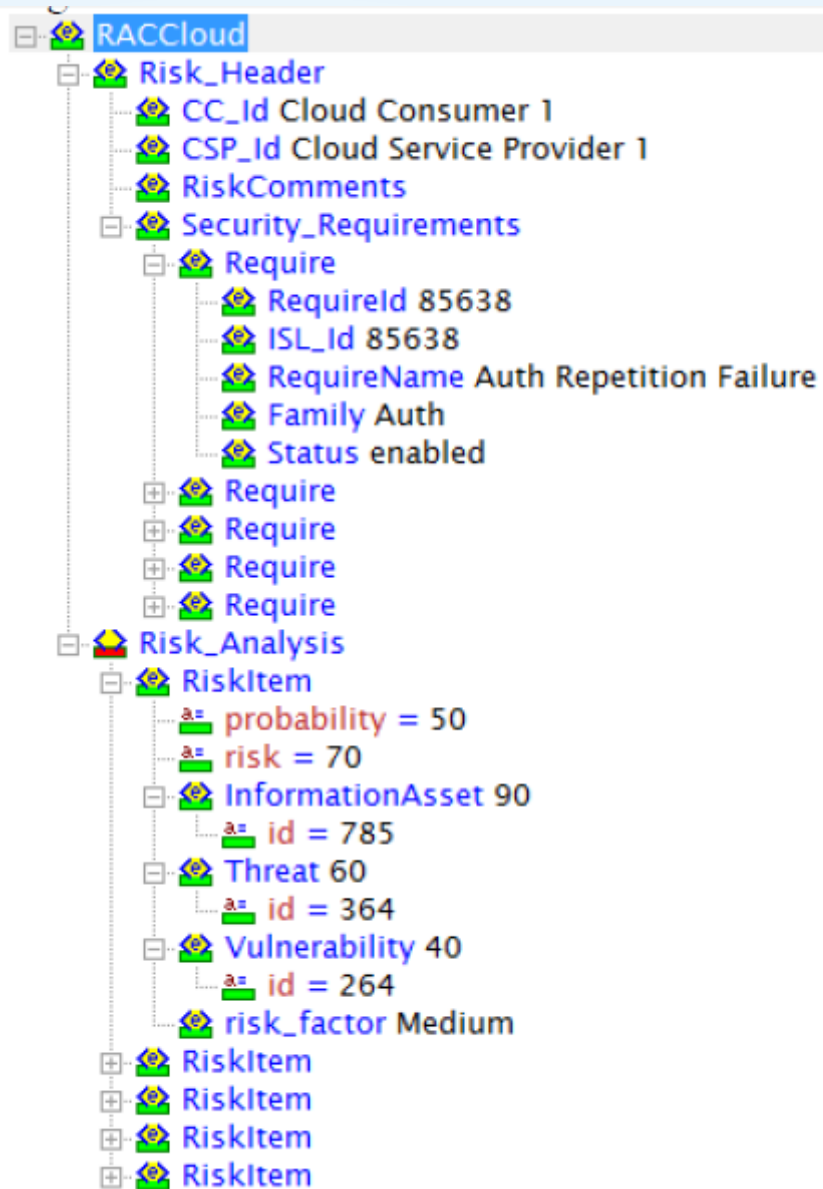 RACCloud
Risk_Header
CC_Id Cloud Consumer 1
CSP_Id Cloud Service Provider 1
RiskComments
Security_Requirements
Require
RequireId 85638
ISL_Id 85638
RequireName Auth Repetition Failure
Family Auth
Status enabled
Require
Require
Require
Require
Risk_Analysis
RiskItem
probability = 50
risk = 70
InformationAsset 90
id = 785
Threat 60
id = 364
Vulnerability 40
id = 264
risk_factor Medium
RiskItem
RiskItem
RiskItem
RiskItem